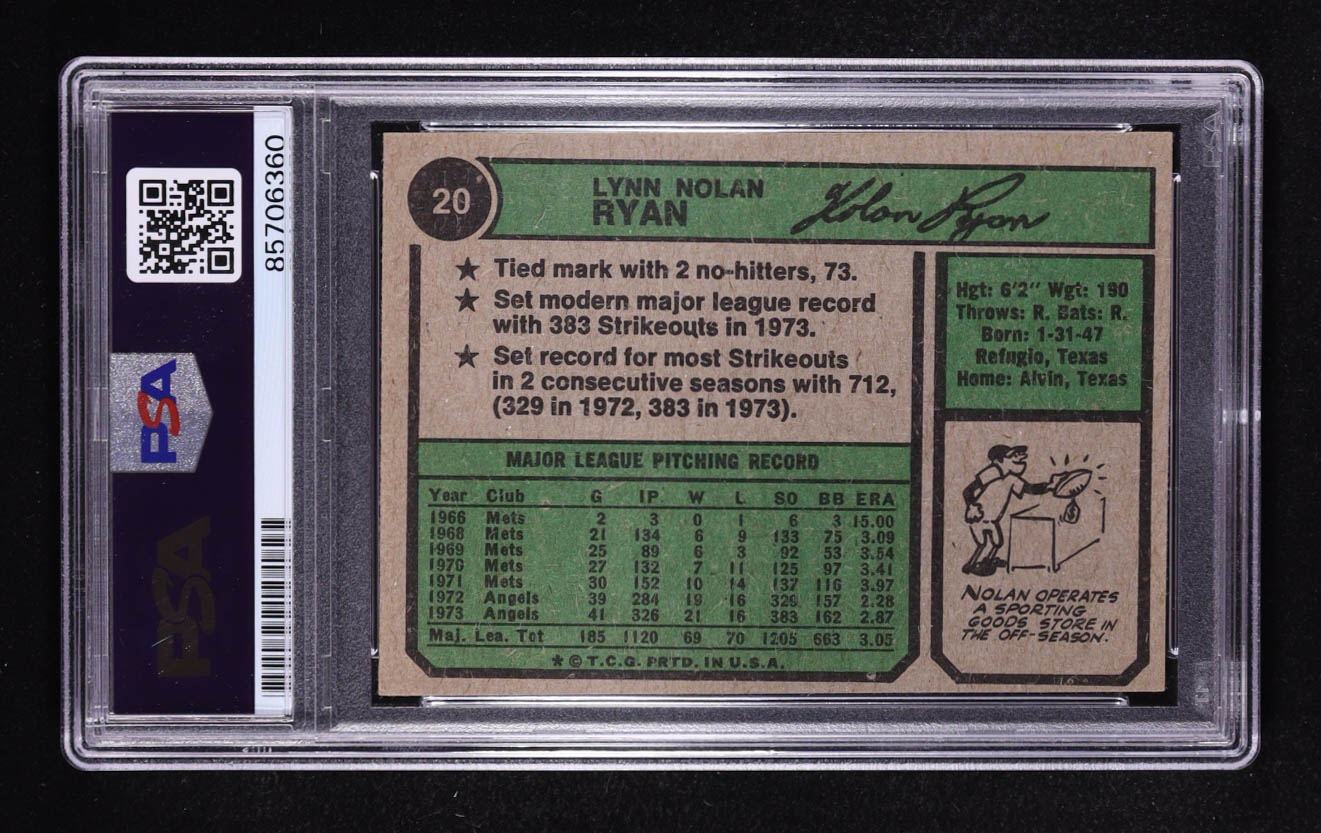 85706360
PSA
PSA
20
LYNN NOLAN
RYAN
Nolan Ryan
★ Tied mark with 2 no-hitters, 73.
★ Set modern major league record
with 383 Strikeouts in 1973.
★ Set record for most Strikeouts
in 2 consecutive seasons with 712,
(329 in 1972, 383 in 1973).
Hgt: 6'2" Wgt: 190
Throws: R. Bats: R.
Born: 1-31-47
Refugio, Texas
Home: Alvin, Texas
MAJOR LEAGUE PITCHING RECORD
Year Club G IP W L SO BB ERA
1966 Mets 2 3 0 1 6 3 15.00
1968 Mets 21 134 6 9 133 75 3.09
1969 Mets 25 89 6 3 92 53 3.54
1970 Mets 27 132 7 11 125 97 3.41
1971 Mets 30 152 10 14 137 116 3.97
1972 Angels 39 284 19 16 329 157 2.28
1973 Angels 41 326 21 16 383 162 2.87
Maj. Lea. Tot 185 1120 69 70 1205 663 3.05
★ © T.C.G. PRTD. IN U.S.A.
$
NOLAN OPERATES
A SPORTING
GOODS STORE IN
THE OFF-SEASON.